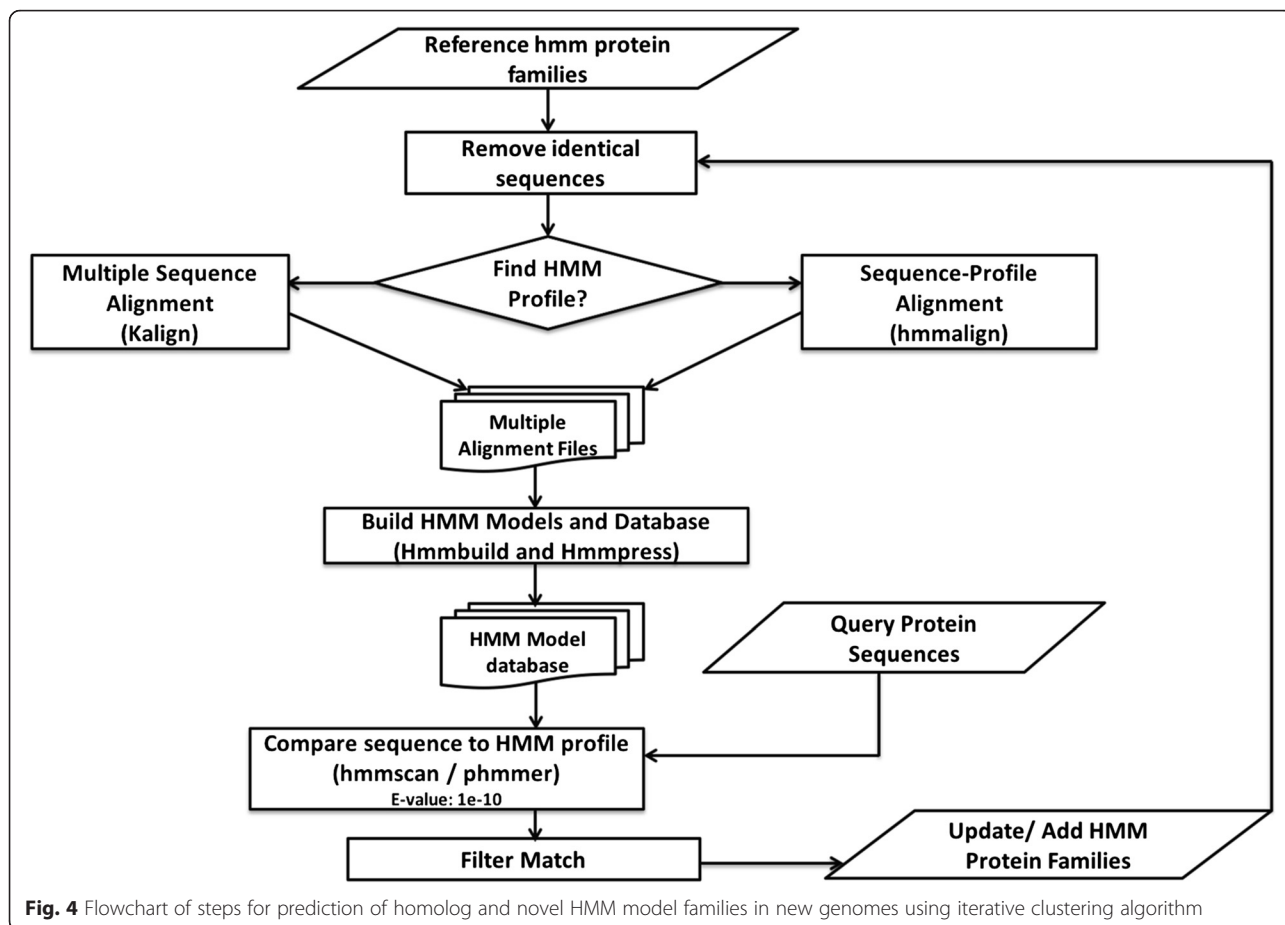 Reference hmm protein
families
Remove identical
sequences
Find HMM
Profile?
Multiple Sequence
Alignment
(Kalign)
Sequence-Profile
Alignment
(hmmalign)
Multiple
Alignment Files
Build HMM Models and Database
(Hmmbuild and Hmmpress)
HMM Model
database
Query Protein
Sequences
Compare sequence to HMM profile
(hmmscan / phmmer)
E-value: 1e-10
Filter Match
Update/ Add HMM
Protein Families
Fig. 4 Flowchart of steps for prediction of homolog and novel HMM model families in new genomes using iterative clustering algorithm